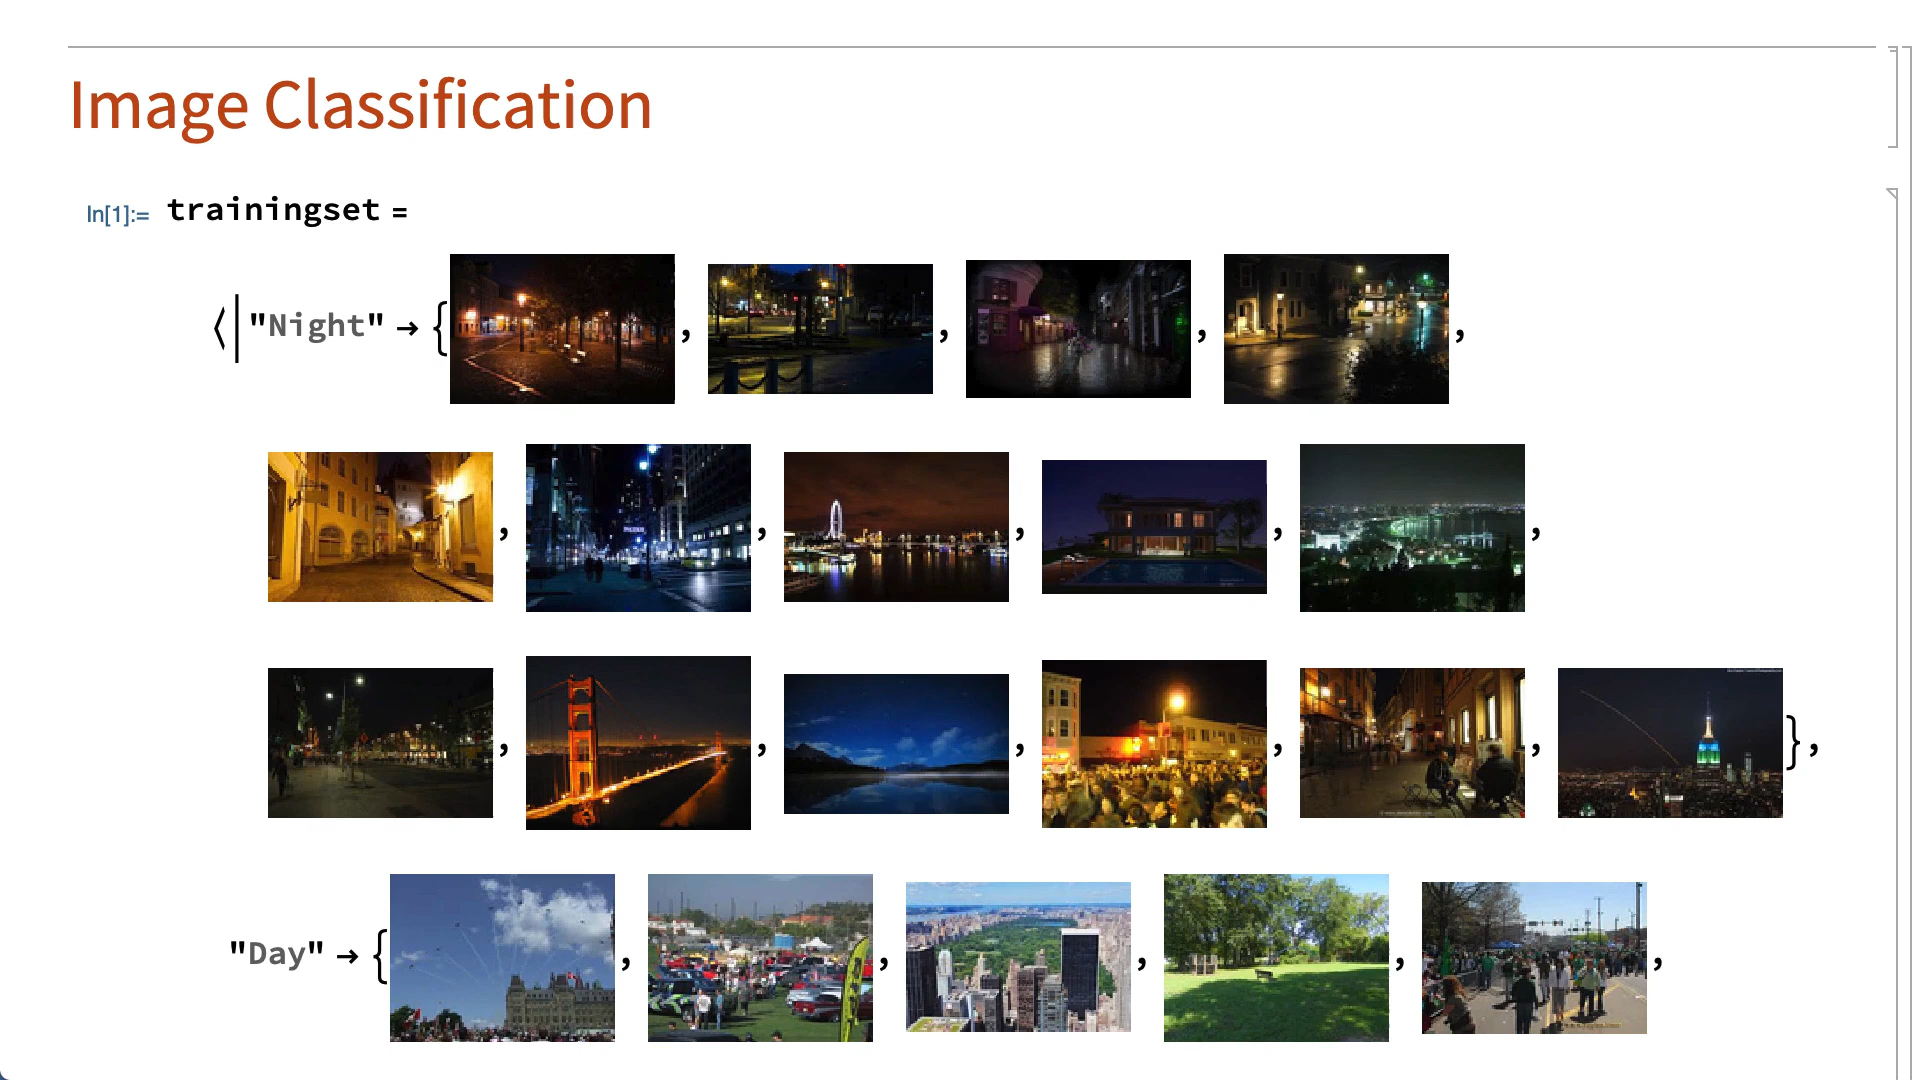 Image Classification
In[1]:= trainingset =
<|"Night" → { , , , ,
, , , , ,
, , , , , },
"Day" → { , , , , ,